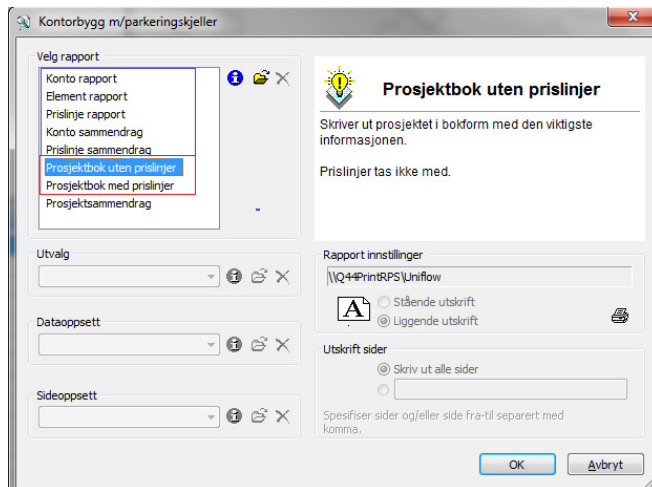 Kontorbygg m/parkeringskjeller
Velg rapport
Konto rapport
Element rapport
Prislinje rapport
Konto sammendrag
Prislinje sammendrag
Prosjektbok uten prislinjer
Prosjektbok med prislinjer
Prosjektsammendrag
Prosjektbok uten prislinjer
Skriver ut prosjektet i bokform med den viktigste
informasjonen.
Prislinjer tas ikke med.
Utvalg
Dataoppsett
Sideoppsett
Rapport innstillinger
\\Q44PrintRPS\Uniflow
A
Stående utskrift
Liggende utskrift
Utskrift sider
Skriv ut alle sider
Spesifiser sider og/eller side fra-til separert med
komma.
OK
Avbryt